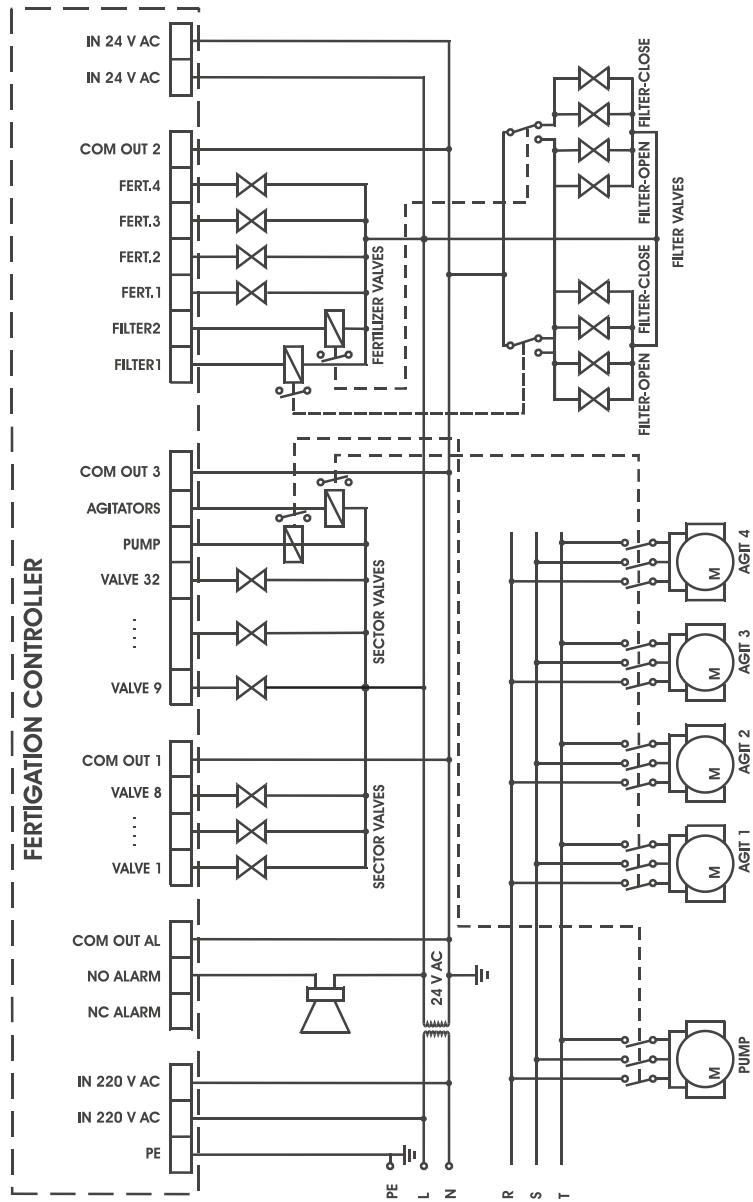 FERTIGATION CONTROLLER
IN 24 V AC
IN 24 V AC
COM OUT 2
FERT.4
FERT.3
FERT.2
FERT.1
FILTER2
FILTER1
COM OUT 3
AGITATORS
PUMP
VALVE 32
......
VALVE 9
COM OUT 1
VALVE 8
......
VALVE 1
COM OUT AL
NO ALARM
NC ALARM
IN 220 V AC
IN 220 V AC
PE
FERTILIZER VALVES
SECTOR VALVES
SECTOR VALVES
24 V AC
PE
L
N
R
S
T
FILTER-CLOSE
FILTER-OPEN
FILTER-CLOSE
FILTER-OPEN
FILTER VALVES
M
AGIT 4
M
AGIT 3
M
AGIT 2
M
AGIT 1
M
PUMP